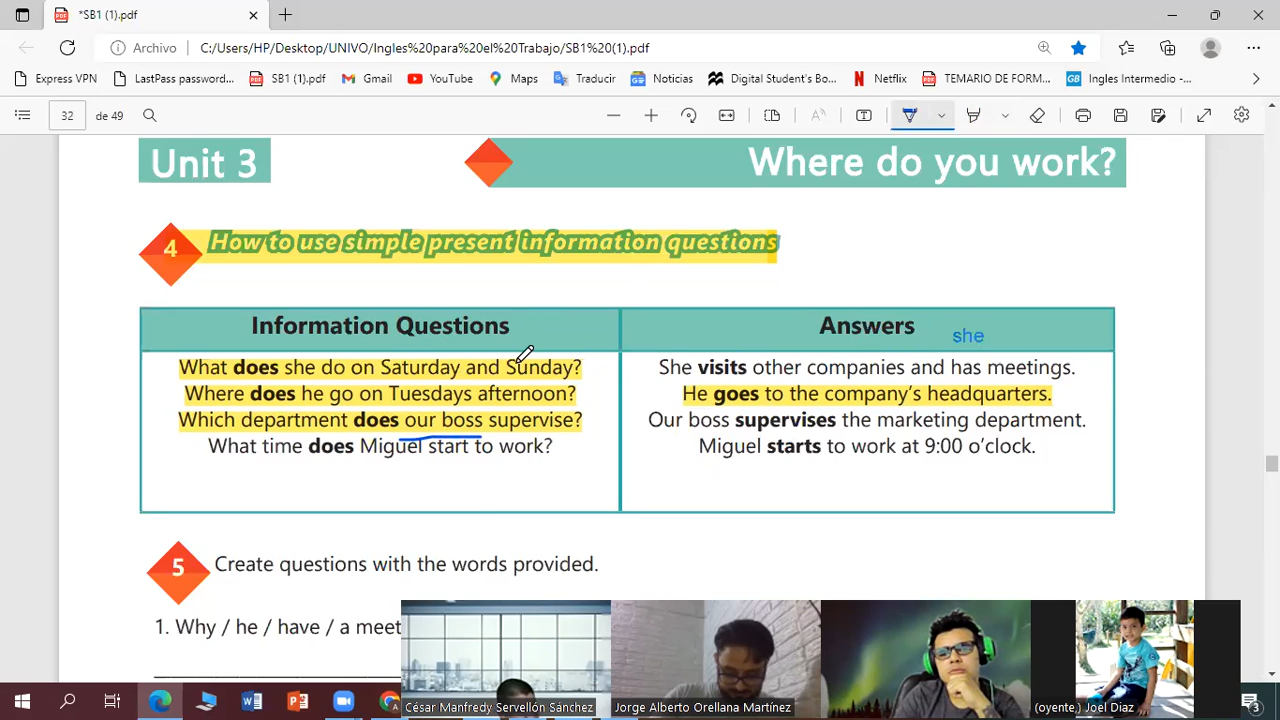 *SB1 (1).pdf
Archivo
C:/Users/HP/Desktop/UNIVO/Ingles%20para%20el%20Trabajo/SB1%20(1).pdf
Express VPN
LastPass password...
SB1 (1).pdf
Gmail
YouTube
Maps
Traducir
Noticias
Digital Student's Bo...
Netflix
TEMARIO DE FORM...
Ingles Intermedio -...
32
de 49
Unit 3
Where do you work?
4
How to use simple present information questions
Information Questions
Answers
she
What does she do on Saturday and Sunday?
She visits other companies and has meetings.
Where does he go on Tuesdays afternoon?
He goes to the company's headquarters.
Which department does our boss supervise?
Our boss supervises the marketing department.
What time does Miguel start to work?
Miguel starts to work at 9:00 o'clock.
5
Create questions with the words provided.
1. Why / he / have / a meet
César Manfredy Servellón Sánchez
Jorge Alberto Orellana Martínez
(oyente,) Joel Diaz
3